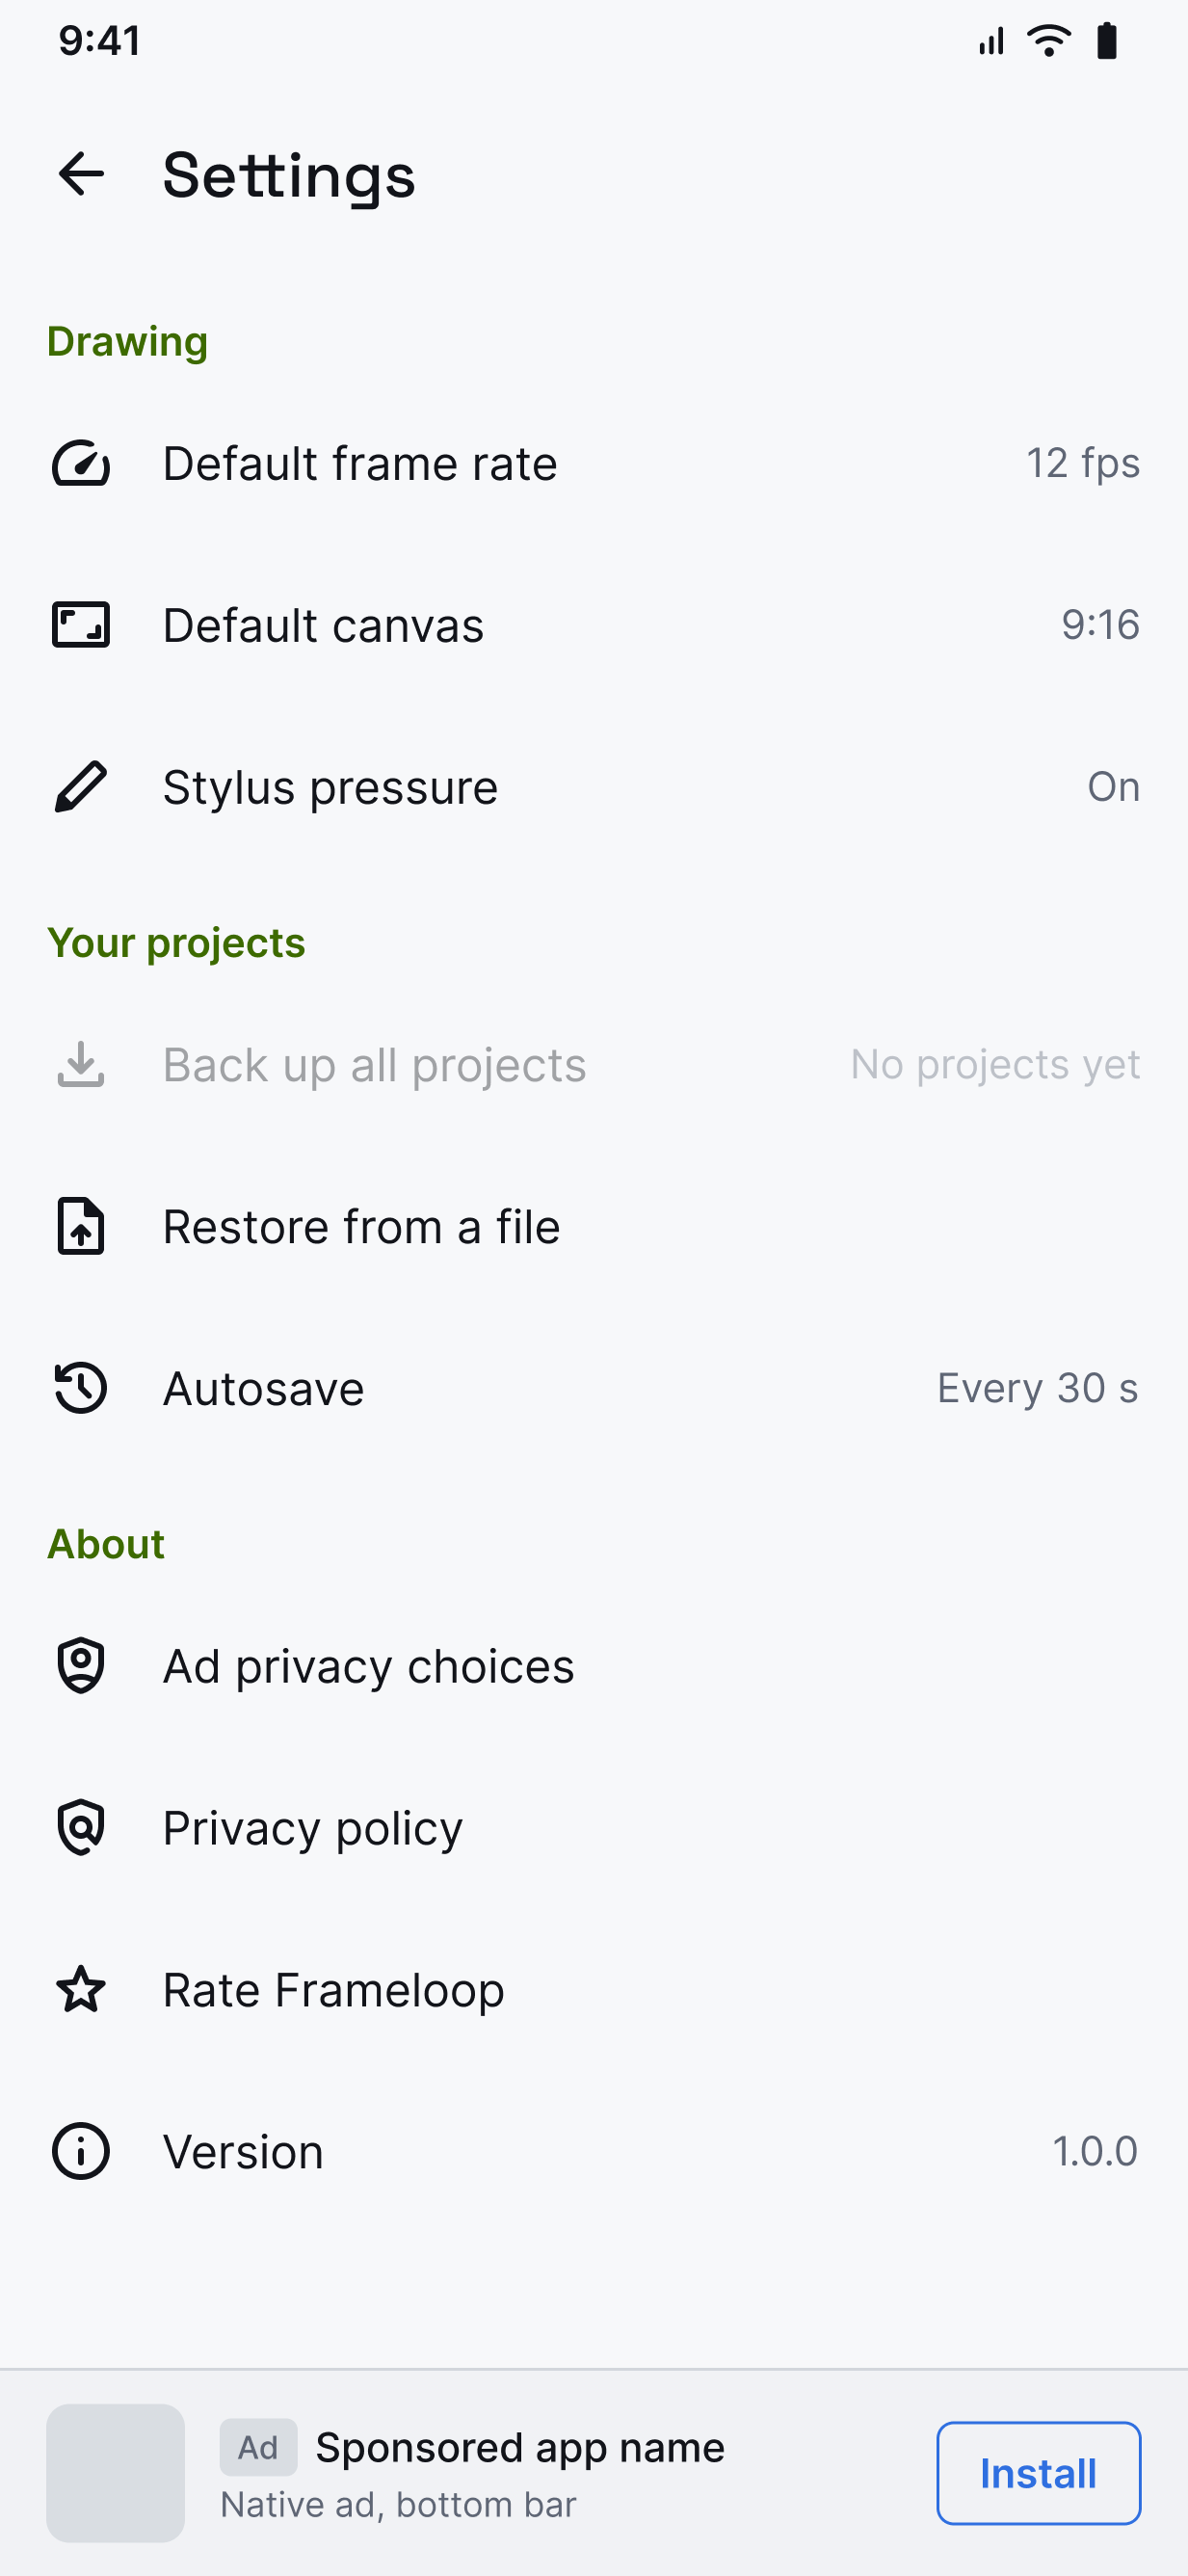 9:41
Settings
Drawing
Default frame rate 12 fps
Default canvas 9:16
Stylus pressure On
Your projects
Back up all projects No projects yet
Restore from a file
Autosave Every 30 s
About
Ad privacy choices
Privacy policy
Rate Frameloop
Version 1.0.0
Ad Sponsored app name
Native ad, bottom bar
Install